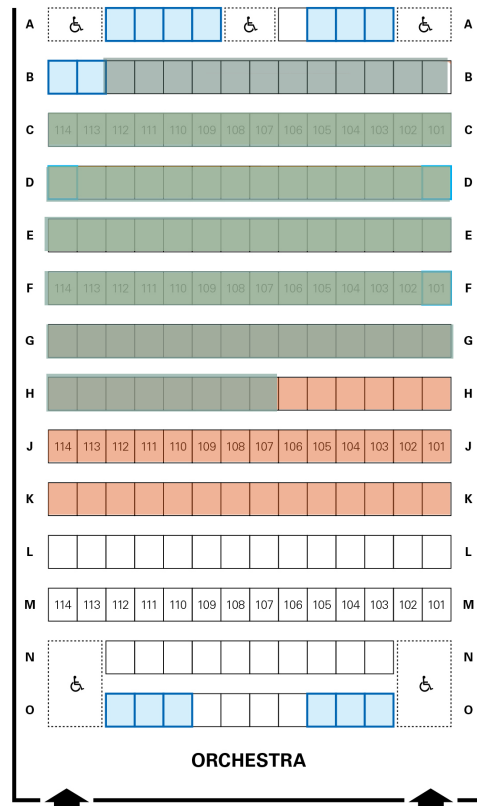 A A
B B
C 114 113 112 111 110 109 108 107 106 105 104 103 102 101 C
D D
E E
F 114 113 112 111 110 109 108 107 106 105 104 103 102 101 F
G G
H H
J 114 113 112 111 110 109 108 107 106 105 104 103 102 101 J
K K
L L
M 114 113 112 111 110 109 108 107 106 105 104 103 102 101 M
N N
O O
ORCHESTRA